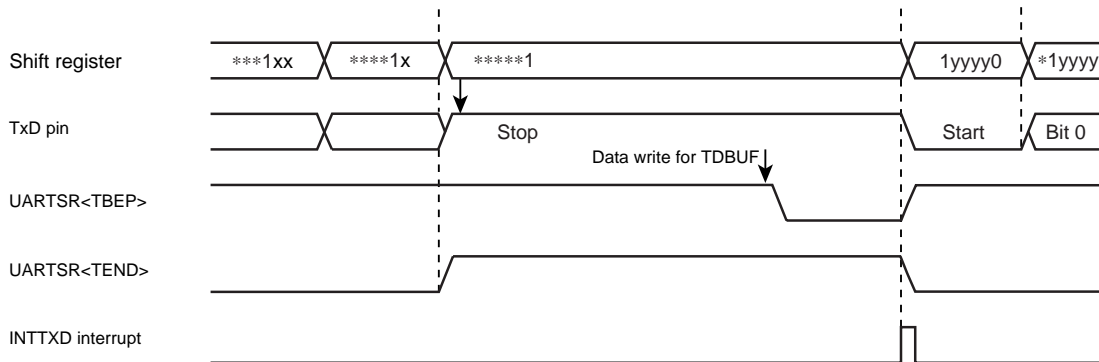 Shift register ***1xx ****1x *****1 1yyyy0 *1yyyy
TxD pin Stop Start Bit 0
Data write for TDBUF
UARTSR<TBEP>
UARTSR<TEND>
INTTXD interrupt